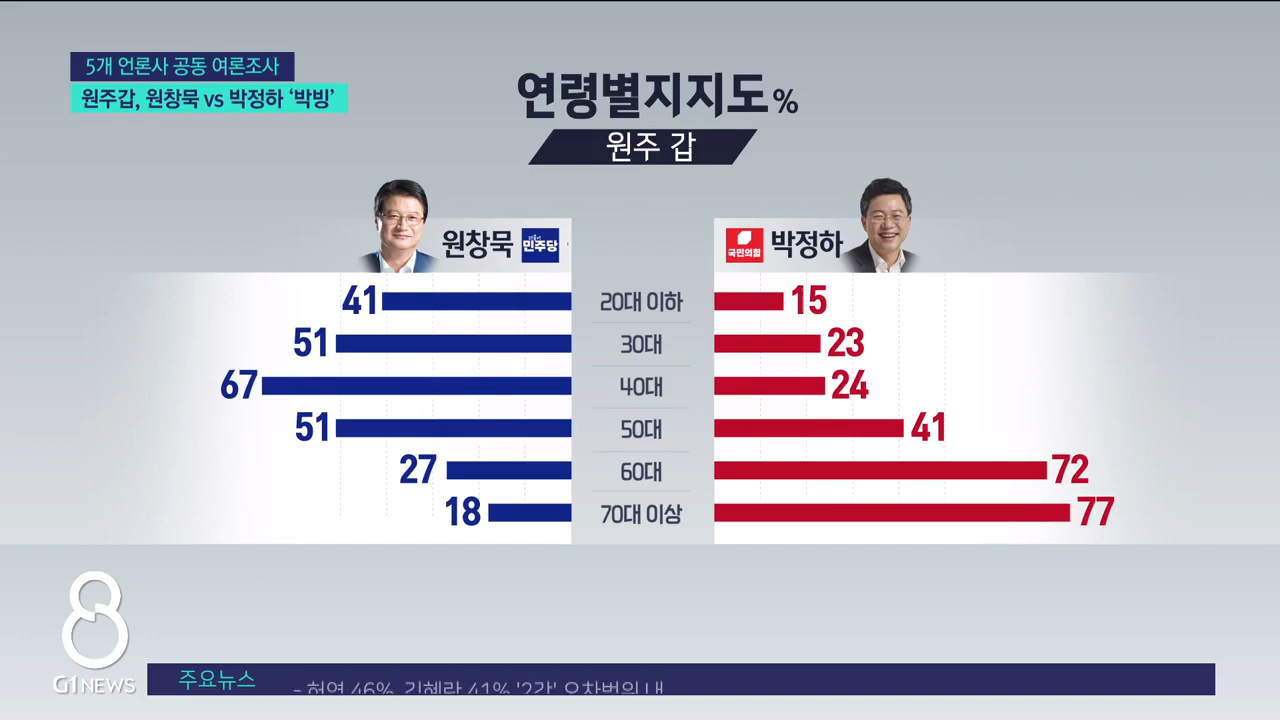 5개 언론사 공동 여론조사
원주갑, 원창묵 vs 박정하 ‘박빙’
연령별지지도 %
원주 갑
원창묵 민주당
국민의힘 박정하
41 20대 이하 15
51 30대 23
67 40대 24
51 50대 41
27 60대 72
18 70대 이상 77
8
G1 NEWS
주요뉴스
46% 41%